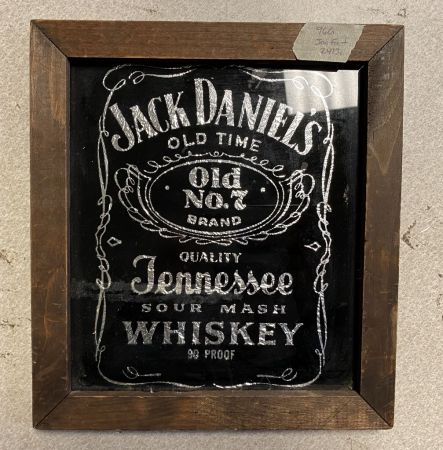 JACK DANIEL'S
OLD TIME
Old
No.7
BRAND
QUALITY
Tennessee
SOUR MASH
WHISKEY
90 PROOF